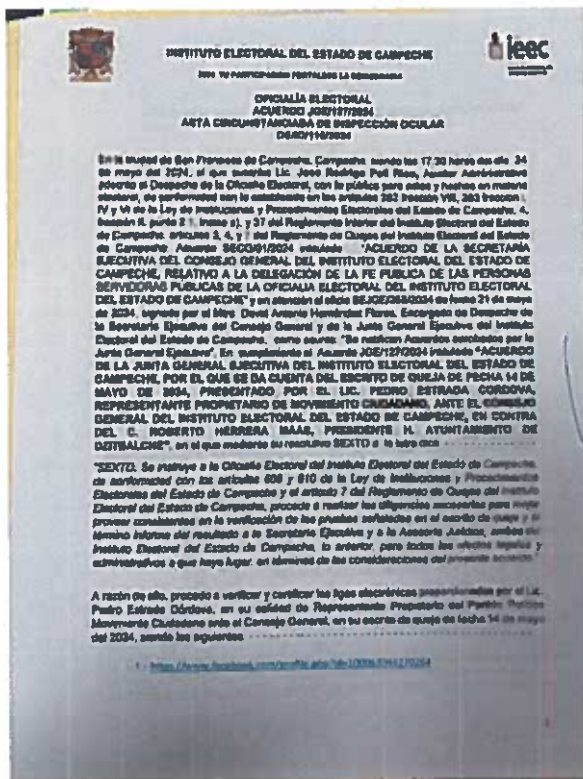 INSTITUTO ELECTORAL DEL ESTADO DE CAMPECHE
ieec
2024 TU PARTICIPACIÓN FORTALECE LA DEMOCRACIA
OFICIALÍA ELECTORAL
ACUERDO JGE/127/2024
ACTA CIRCUNSTANCIADA DE INSPECCIÓN OCULAR
En la ciudad de San Francisco de Campeche, Campeche, siendo las 17:30 horas del día 24
de mayo del 2024, el que suscribe Lic. José Rodrigo Poll Ríos, Auxiliar Administrativo
adscrito al Despacho de la Oficialía Electoral, con fe pública para actos y hechos en materia
electoral, de conformidad con lo establecido en los artículos 283 fracción VIII, 283 fracción I,
IV y VI de la Ley de Instituciones y Procedimientos Electorales del Estado de Campeche, 4,
fracción II, punto 2 inciso a), y 37 del Reglamento Interior del Instituto Electoral del Estado
de Campeche, artículos 3, 4, y 7 del Reglamento de Quejas del Instituto Electoral del Estado
de Campeche. Acuerdo SECG/01/2024 intitulado "ACUERDO DE LA SECRETARÍA
EJECUTIVA DEL CONSEJO GENERAL DEL INSTITUTO ELECTORAL DEL ESTADO DE
CAMPECHE, RELATIVO A LA DELEGACIÓN DE LA FE PÚBLICA DE LAS PERSONAS
SERVIDORAS PÚBLICAS DE LA OFICIALÍA ELECTORAL DEL INSTITUTO ELECTORAL
DEL ESTADO DE CAMPECHE" y en atención al oficio de fecha 21 de mayo
de 2024, signado por el Mtro. David Antonio Hernández Flores, Encargado de Despacho de
la Secretaría Ejecutiva del Consejo General y de la Junta General Ejecutiva del Instituto
Electoral del Estado de Campeche, como asunto "Se notifican Acuerdos aprobados por la
Junta General Ejecutiva". En cumplimiento al Acuerdo JGE/127/2024 intitulado "ACUERDO
DE LA JUNTA GENERAL EJECUTIVA DEL INSTITUTO ELECTORAL DEL ESTADO DE
CAMPECHE, POR EL QUE SE DA CUENTA DEL ESCRITO DE QUEJA DE FECHA 14 DE
MAYO DE 2024, PRESENTADO POR EL LIC. PEDRO ESTRADA CÓRDOVA,
REPRESENTANTE PROPIETARIO DE MOVIMIENTO CIUDADANO, ANTE EL CONSEJO
GENERAL DEL INSTITUTO ELECTORAL DEL ESTADO DE CAMPECHE, EN CONTRA
DEL C. ROBERTO HERRERA MAAS, PRESIDENTE H. AYUNTAMIENTO DE
DZITBALCHÉ", en el que mediante su resolutivo SEXTO a la letra dice
"SEXTO: Se instruye a la Oficialía Electoral del Instituto Electoral del Estado de Campeche,
de conformidad con los artículos 609 y 610 de la Ley de Instituciones y Procedimientos
Electorales del Estado de Campeche y el artículo 7 del Reglamento de Quejas del Instituto
Electoral del Estado de Campeche, proceda a realizar las diligencias necesarias para mejor
proveer consistentes en la verificación de las pruebas señaladas en el escrito de queja y al
término informe del resultado a la Secretaría Ejecutiva y a la Asesoría Jurídica, ambas del
Instituto Electoral del Estado de Campeche, lo anterior, para todos los efectos legales y
administrativos a que haya lugar, en términos de las consideraciones del presente acuerdo."
A razón de ello, procedo a verificar y certificar las ligas electrónicas proporcionadas por el Lic.
Pedro Estrada Córdova, en su calidad de Representante Propietario del Partido Político
Movimiento Ciudadano ante el Consejo General, en su escrito de queja de fecha 14 de mayo
del 2024, siendo las siguientes